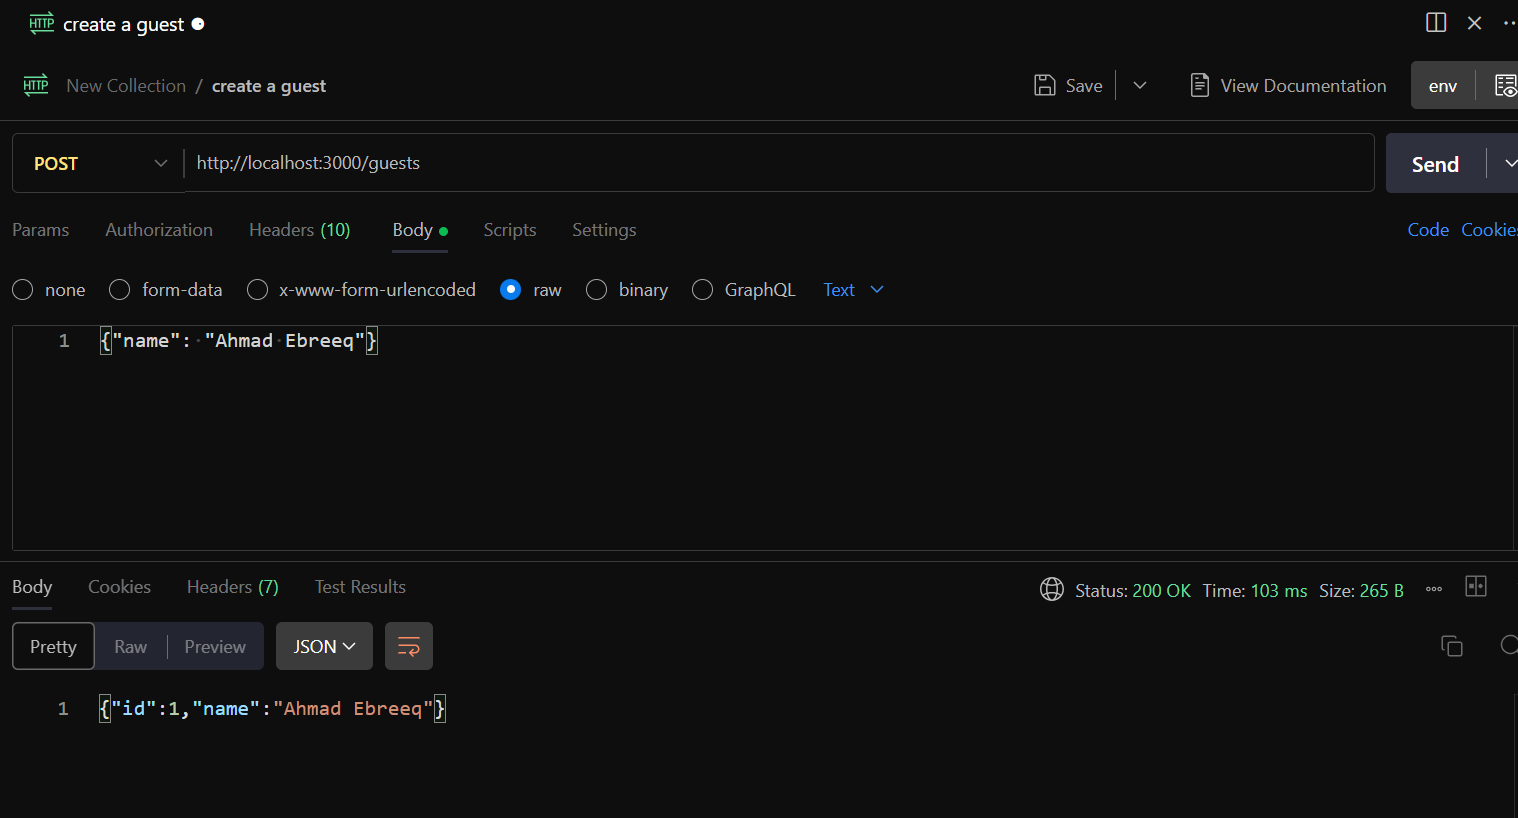 HTTP create a guest
HTTP New Collection / create a guest Save View Documentation env
POST http://localhost:3000/guests Send
Params Authorization Headers (10) Body Scripts Settings Code Cookies
none form-data x-www-form-urlencoded raw binary GraphQL Text
1 {"name": "Ahmad Ebreeq"}
Body Cookies Headers (7) Test Results Status: 200 OK Time: 103 ms Size: 265 B
Pretty Raw Preview JSON
1 {"id":1,"name":"Ahmad Ebreeq"}